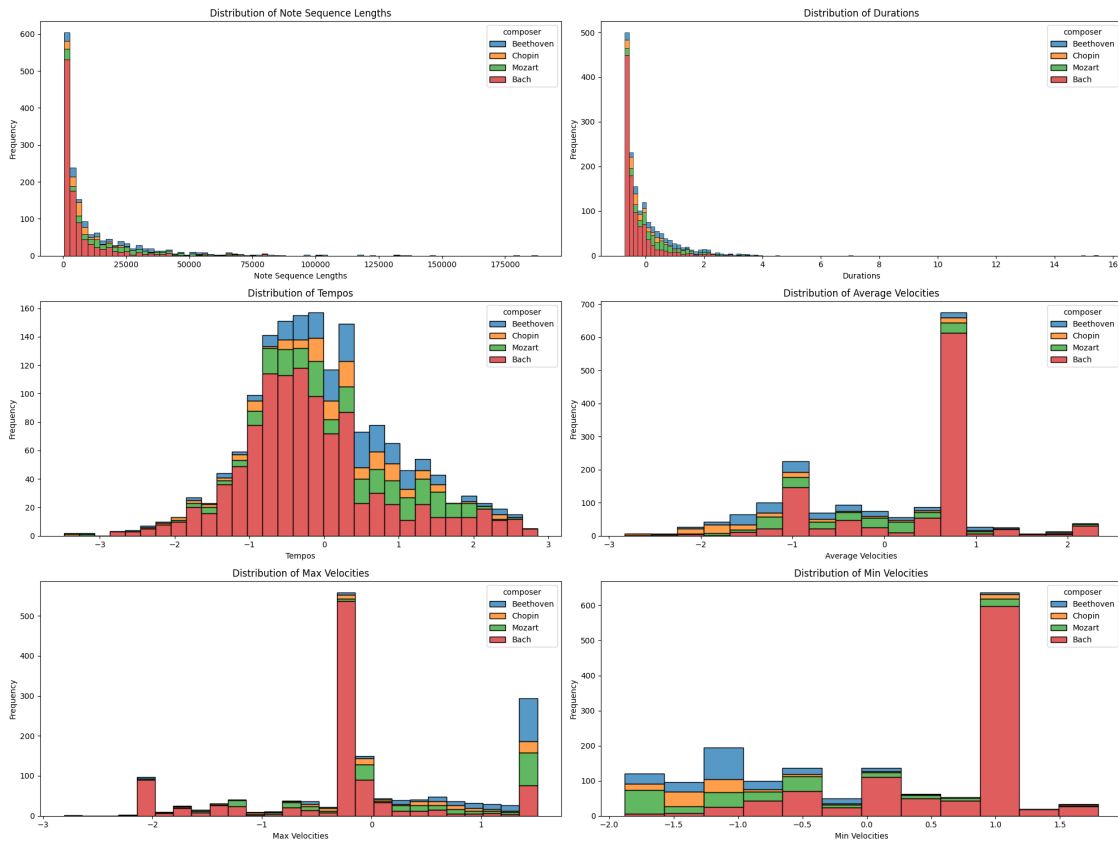 Distribution of Note Sequence Lengths
600
500
400
300
200
100
0
Frequency
composer
Beethoven
Chopin
Mozart
Bach
0 25000 50000 75000 100000 125000 150000 175000
Note Sequence Lengths
Distribution of Durations
500
400
300
200
100
0
Frequency
composer
Beethoven
Chopin
Mozart
Bach
0 2 4 6 8 10 12 14 16
Durations
Distribution of Tempos
160
140
120
100
80
60
40
20
0
Frequency
composer
Beethoven
Chopin
Mozart
Bach
−3 −2 −1 0 1 2 3
Tempos
Distribution of Average Velocities
700
600
500
400
300
200
100
0
Frequency
composer
Beethoven
Chopin
Mozart
Bach
−3 −2 −1 0 1 2
Average Velocities
Distribution of Max Velocities
500
400
300
200
100
0
Frequency
composer
Beethoven
Chopin
Mozart
Bach
−3 −2 −1 0 1
Max Velocities
Distribution of Min Velocities
600
500
400
300
200
100
0
Frequency
composer
Beethoven
Chopin
Mozart
Bach
−2.0 −1.5 −1.0 −0.5 0.0 0.5 1.0 1.5
Min Velocities